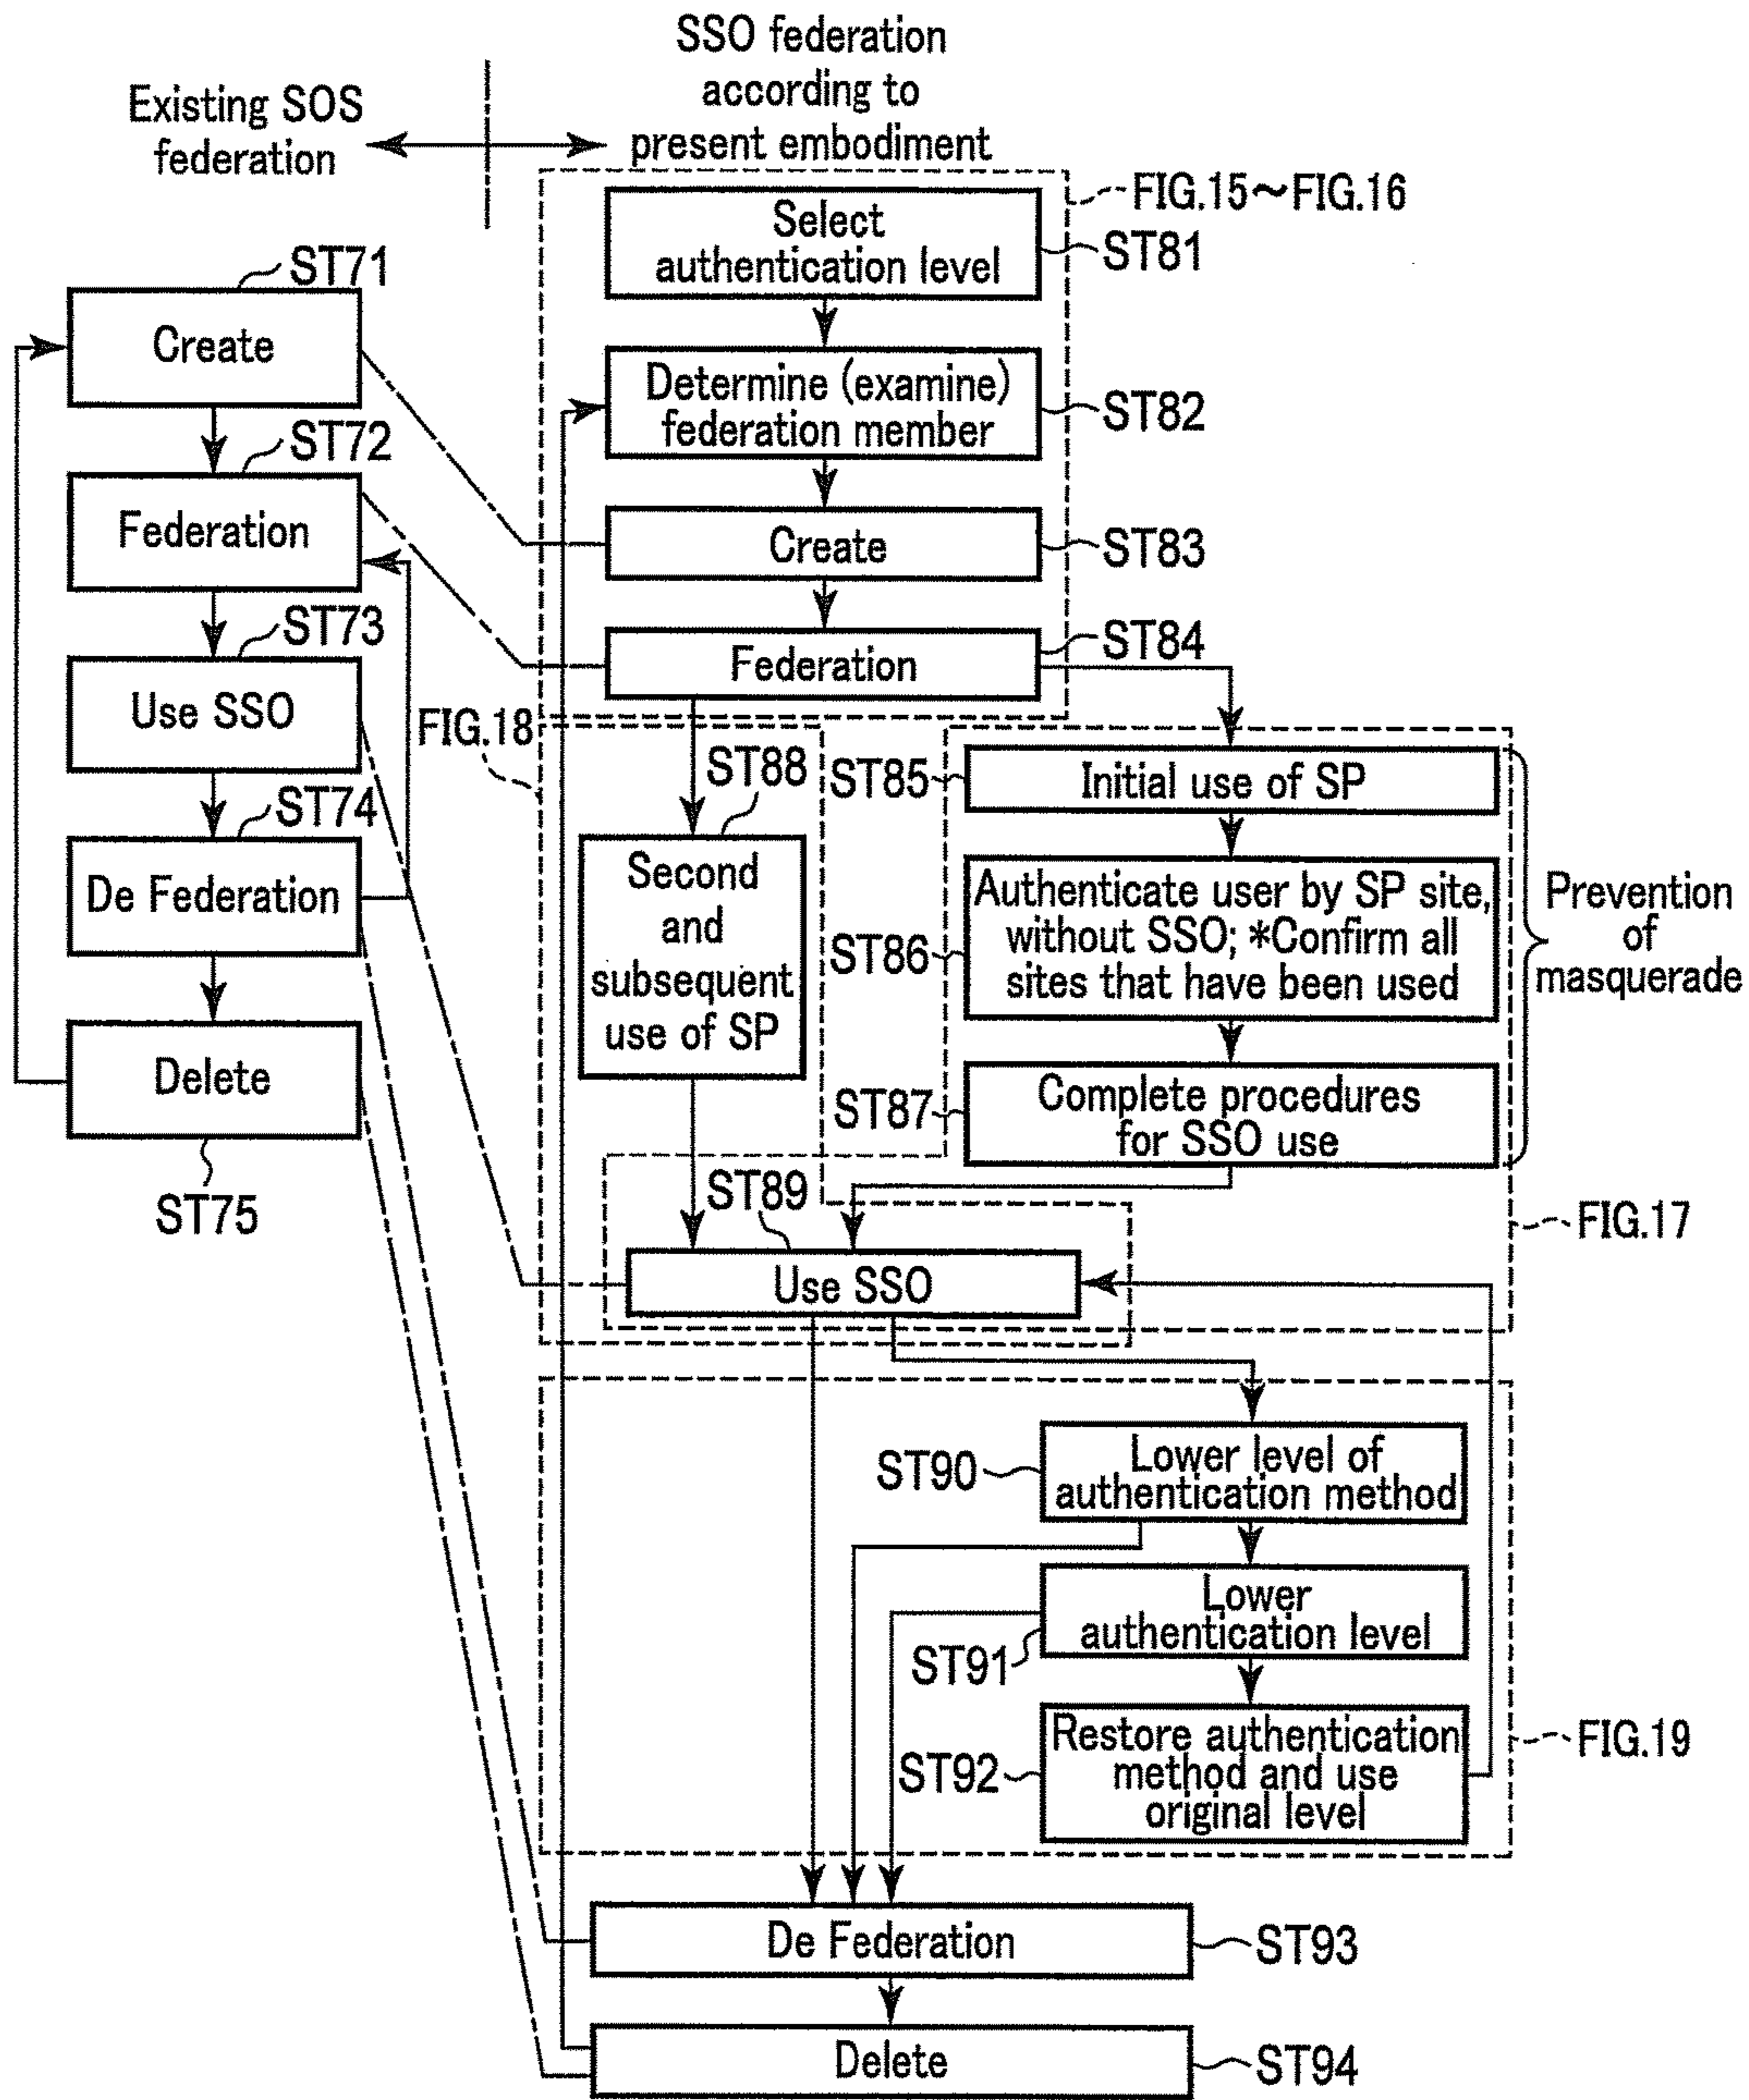 Existing SOS
federation
SSO federation
according to
present embodiment
FIG.15~FIG.16
ST71
Create
ST72
Federation
ST73
Use SSO
ST74
De Federation
Delete
ST75
Select
authentication level
ST81
Determine (examine)
federation member
ST82
Create
ST83
Federation
ST84
FIG.18
ST88
Second
and
subsequent
use of SP
ST85
Initial use of SP
ST86
Authenticate user by SP site,
without SSO; *Confirm all
sites that have been used
ST87
Complete procedures
for SSO use
Prevention
of
masquerade
FIG.17
ST89
Use SSO
ST90
Lower level of
authentication method
ST91
Lower
authentication level
ST92
Restore authentication
method and use
original level
FIG.19
De Federation
ST93
Delete
ST94